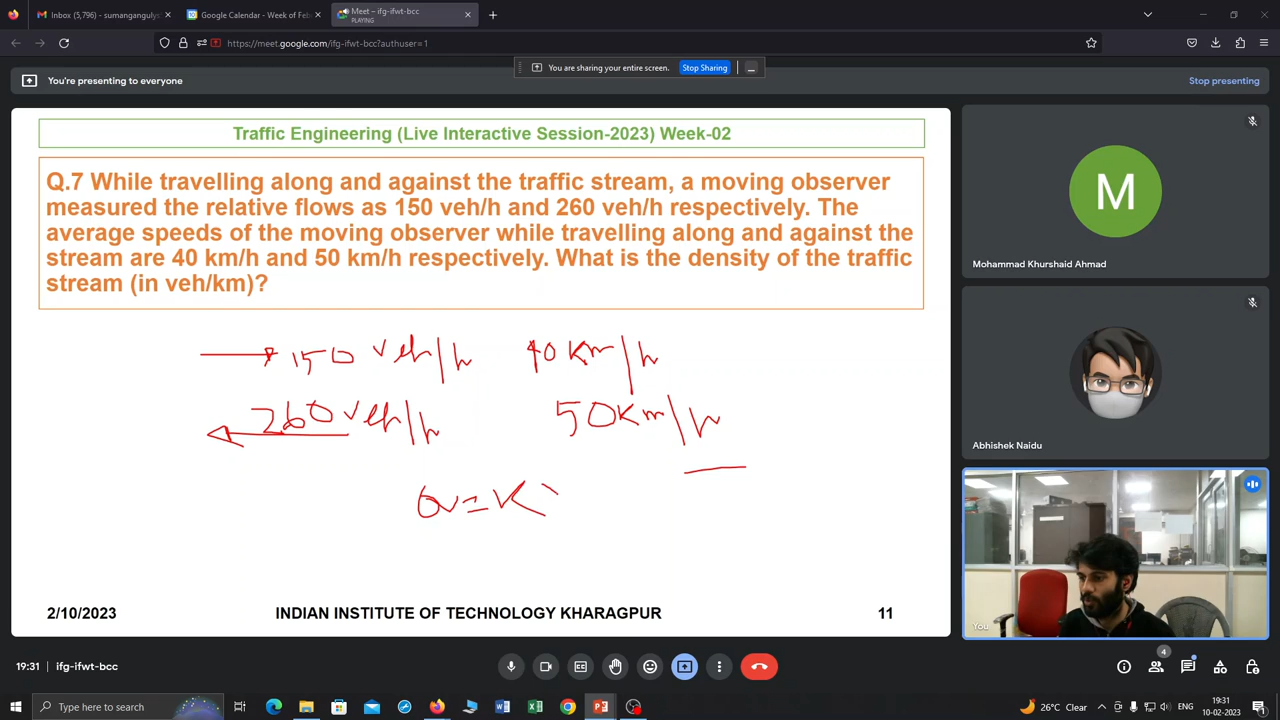 Inbox (5,796) - sumangangulys
Google Calendar - Week of Feb
Meet – ifg-ifwt-bcc
PLAYING
https://meet.google.com/ifg-ifwt-bcc?authuser=1
You are sharing your entire screen.
Stop Sharing
You're presenting to everyone
Stop presenting
Traffic Engineering (Live Interactive Session-2023) Week-02
Q.7 While travelling along and against the traffic stream, a moving observer
measured the relative flows as 150 veh/h and 260 veh/h respectively. The
average speeds of the moving observer while travelling along and against the
stream are 40 km/h and 50 km/h respectively. What is the density of the traffic
stream (in veh/km)?
150 veh/h 40 km/h
260 veh/h 50 km/h
M
Mohammad Khurshaid Ahmad
Abhishek Naidu
You
2/10/2023
INDIAN INSTITUTE OF TECHNOLOGY KHARAGPUR
11
19:31
ifg-ifwt-bcc
4
Type here to search
26°C Clear
19:31
10-02-2023
1